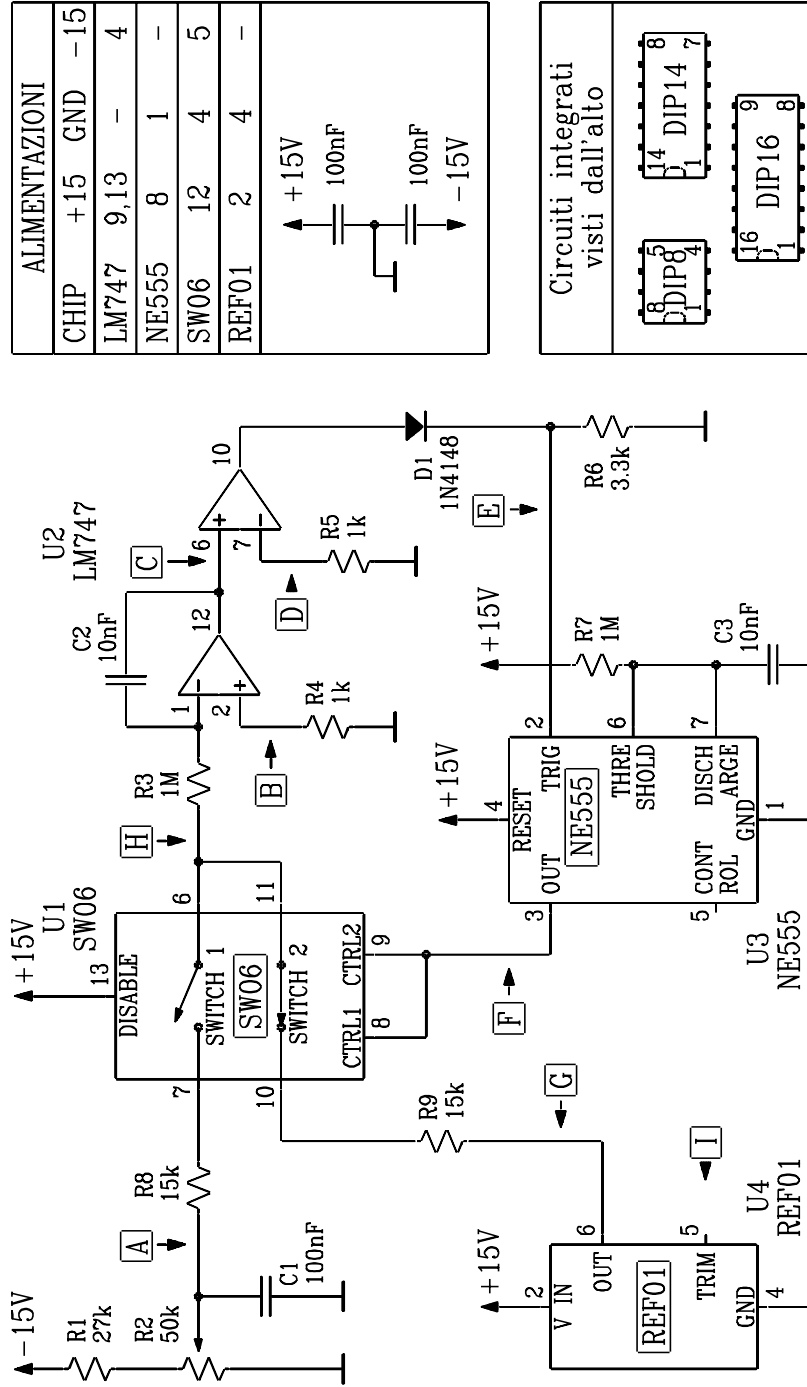 −15V
R1
27k
R2
50k
A
C1
100nF
R8
15k
+15V
U1
SW06
13
DISABLE
7
6
SWITCH 1
SW06
10
11
SWITCH 2
CTRL1
CTRL2
8
9
H
R3
1M
C2
10nF
U2
LM747
1
−
2
+
12
B
R4
1k
C
6
+
7
−
10
D
R5
1k
D1
1N4148
E
R6
3.3k
R9
15k
G
F
+15V
2
V IN
OUT
6
REF01
TRIM
5
I
GND
4
U4
REF01
+15V
4
RESET
3
OUT
TRIG
2
NE555
THRE
SHOLD
6
5
CONT
ROL
DISCH
ARGE
7
GND
1
U3
NE555
+15V
R7
1M
C3
10nF
ALIMENTAZIONI
CHIP +15 GND −15
LM747 9,13 − 4
NE555 8 1 −
SW06 12 4 5
REF01 2 4 −
+15V
100nF
100nF
−15V
Circuiti integrati
visti dall'alto
8 5
DIP8
1 4
14 8
DIP14
1 7
16 9
DIP16
1 8